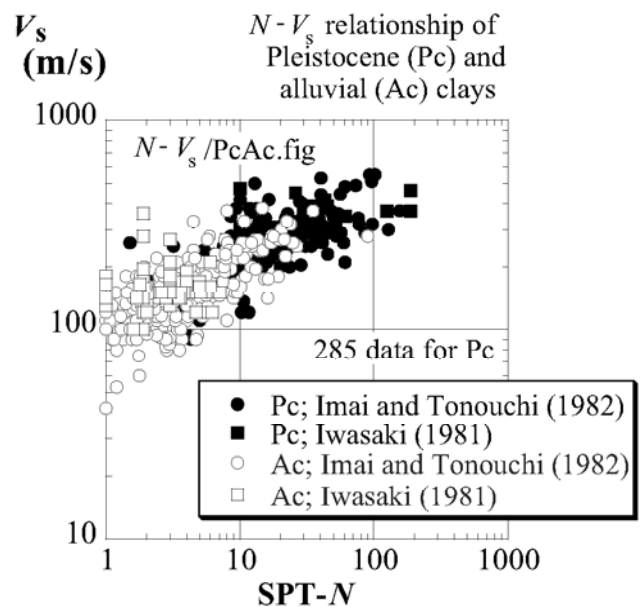 Vs
(m/s)
N - Vs relationship of
Pleistocene (Pc) and
alluvial (Ac) clays
1000
N - Vs /PcAc.fig
100
285 data for Pc
Pc; Imai and Tonouchi (1982)
Pc; Iwasaki (1981)
Ac; Imai and Tonouchi (1982)
Ac; Iwasaki (1981)
10
1 10 100 1000
SPT-N